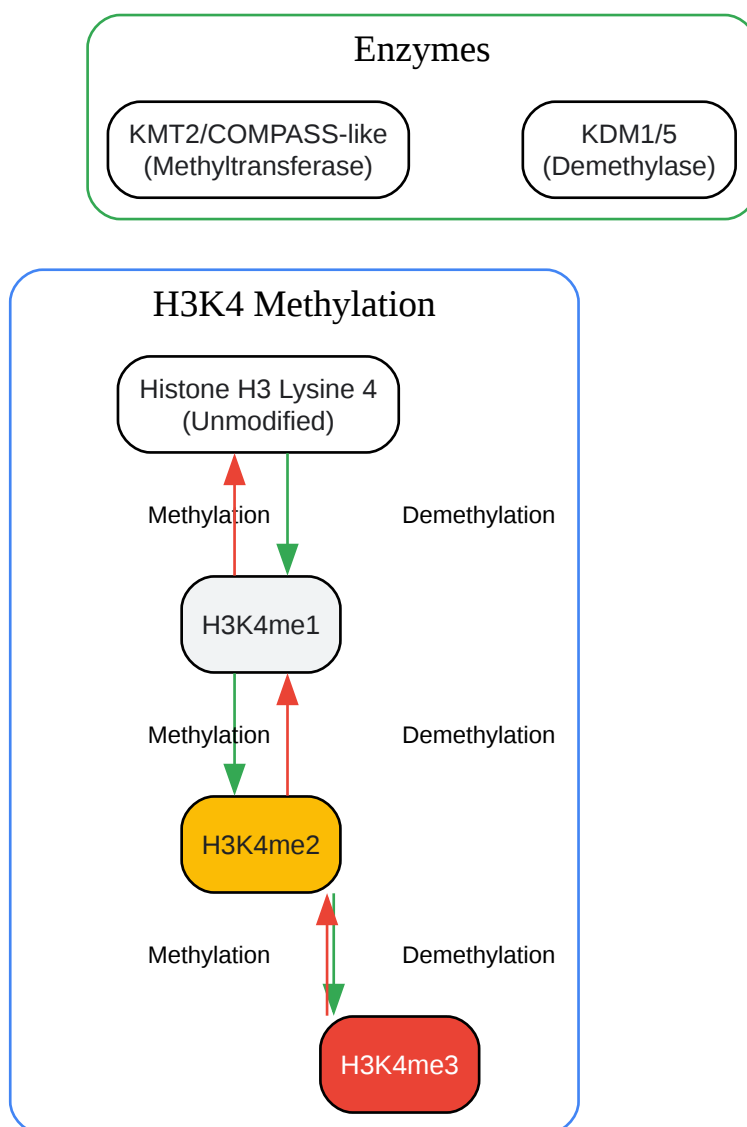 Enzymes
KMT2/COMPASS-like
(Methyltransferase)
KDM1/5
(Demethylase)
H3K4 Methylation
Histone H3 Lysine 4
(Unmodified)
Methylation
Demethylation
H3K4me1
Methylation
Demethylation
H3K4me2
Methylation
Demethylation
H3K4me3